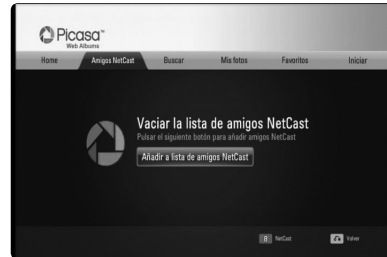 Picasa™
Web Albums
Home Amigos NetCast Buscar Mis fotos Favoritos Iniciar
Vaciar la lista de amigos NetCast
Pulsar el siguiente botón para añadir amigos NetCast
Añadir a lista de amigos NetCast
NetCast Volver